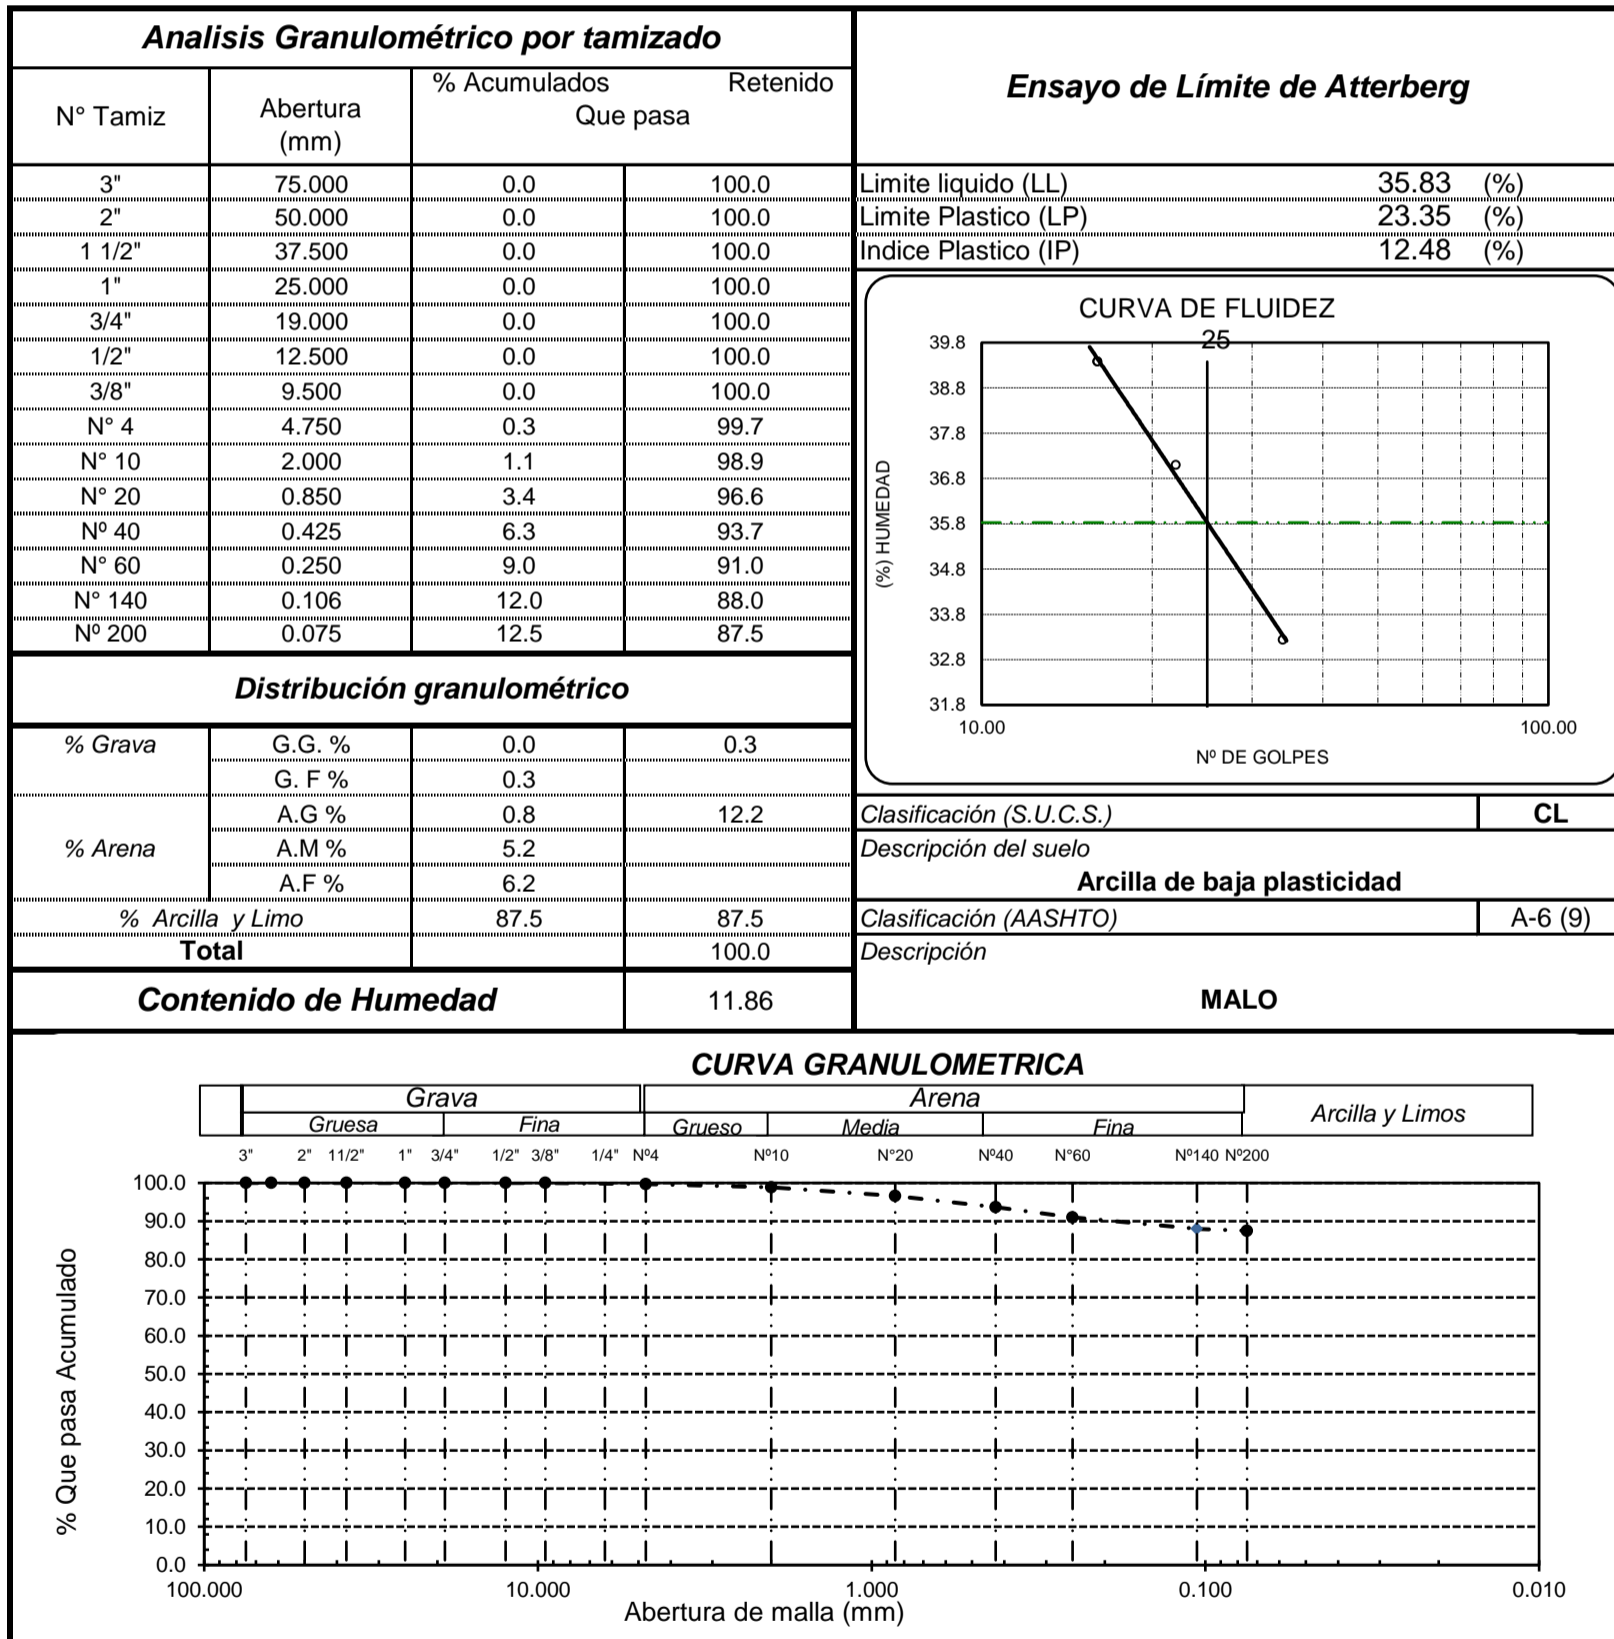 Analisis Granulométrico por tamizado
N° Tamiz Abertura (mm) % Acumulados Retenido Que pasa
3" 75.000 0.0 100.0
2" 50.000 0.0 100.0
1 1/2" 37.500 0.0 100.0
1" 25.000 0.0 100.0
3/4" 19.000 0.0 100.0
1/2" 12.500 0.0 100.0
3/8" 9.500 0.0 100.0
N° 4 4.750 0.3 99.7
N° 10 2.000 1.1 98.9
N° 20 0.850 3.4 96.6
Nº 40 0.425 6.3 93.7
N° 60 0.250 9.0 91.0
N° 140 0.106 12.0 88.0
Nº 200 0.075 12.5 87.5
Distribución granulométrico
% Grava G.G. % 0.0 0.3
G. F % 0.3
A.G % 0.8 12.2
% Arena A.M % 5.2
A.F % 6.2
% Arcilla y Limo 87.5 87.5
Total 100.0
Contenido de Humedad 11.86
Ensayo de Límite de Atterberg
Limite liquido (LL) 35.83 (%)
Limite Plastico (LP) 23.35 (%)
Indice Plastico (IP) 12.48 (%)
CURVA DE FLUIDEZ
25
39.8
38.8
37.8
36.8
35.8
34.8
33.8
32.8
31.8
(%) HUMEDAD
10.00 100.00
Nº DE GOLPES
Clasificación (S.U.C.S.) CL
Descripción del suelo
Arcilla de baja plasticidad
Clasificación (AASHTO) A-6 (9)
Descripción
MALO
CURVA GRANULOMETRICA
Grava Arena Arcilla y Limos
Gruesa Fina Grueso Media Fina
3" 2" 11/2" 1" 3/4" 1/2" 3/8" 1/4" Nº4 Nº10 N°20 Nº40 N°60 Nº140 Nº200
100.0
90.0
80.0
70.0
60.0
50.0
40.0
30.0
20.0
10.0
0.0
% Que pasa Acumulado
100.000 10.000 1.000 0.100 0.010
Abertura de malla (mm)